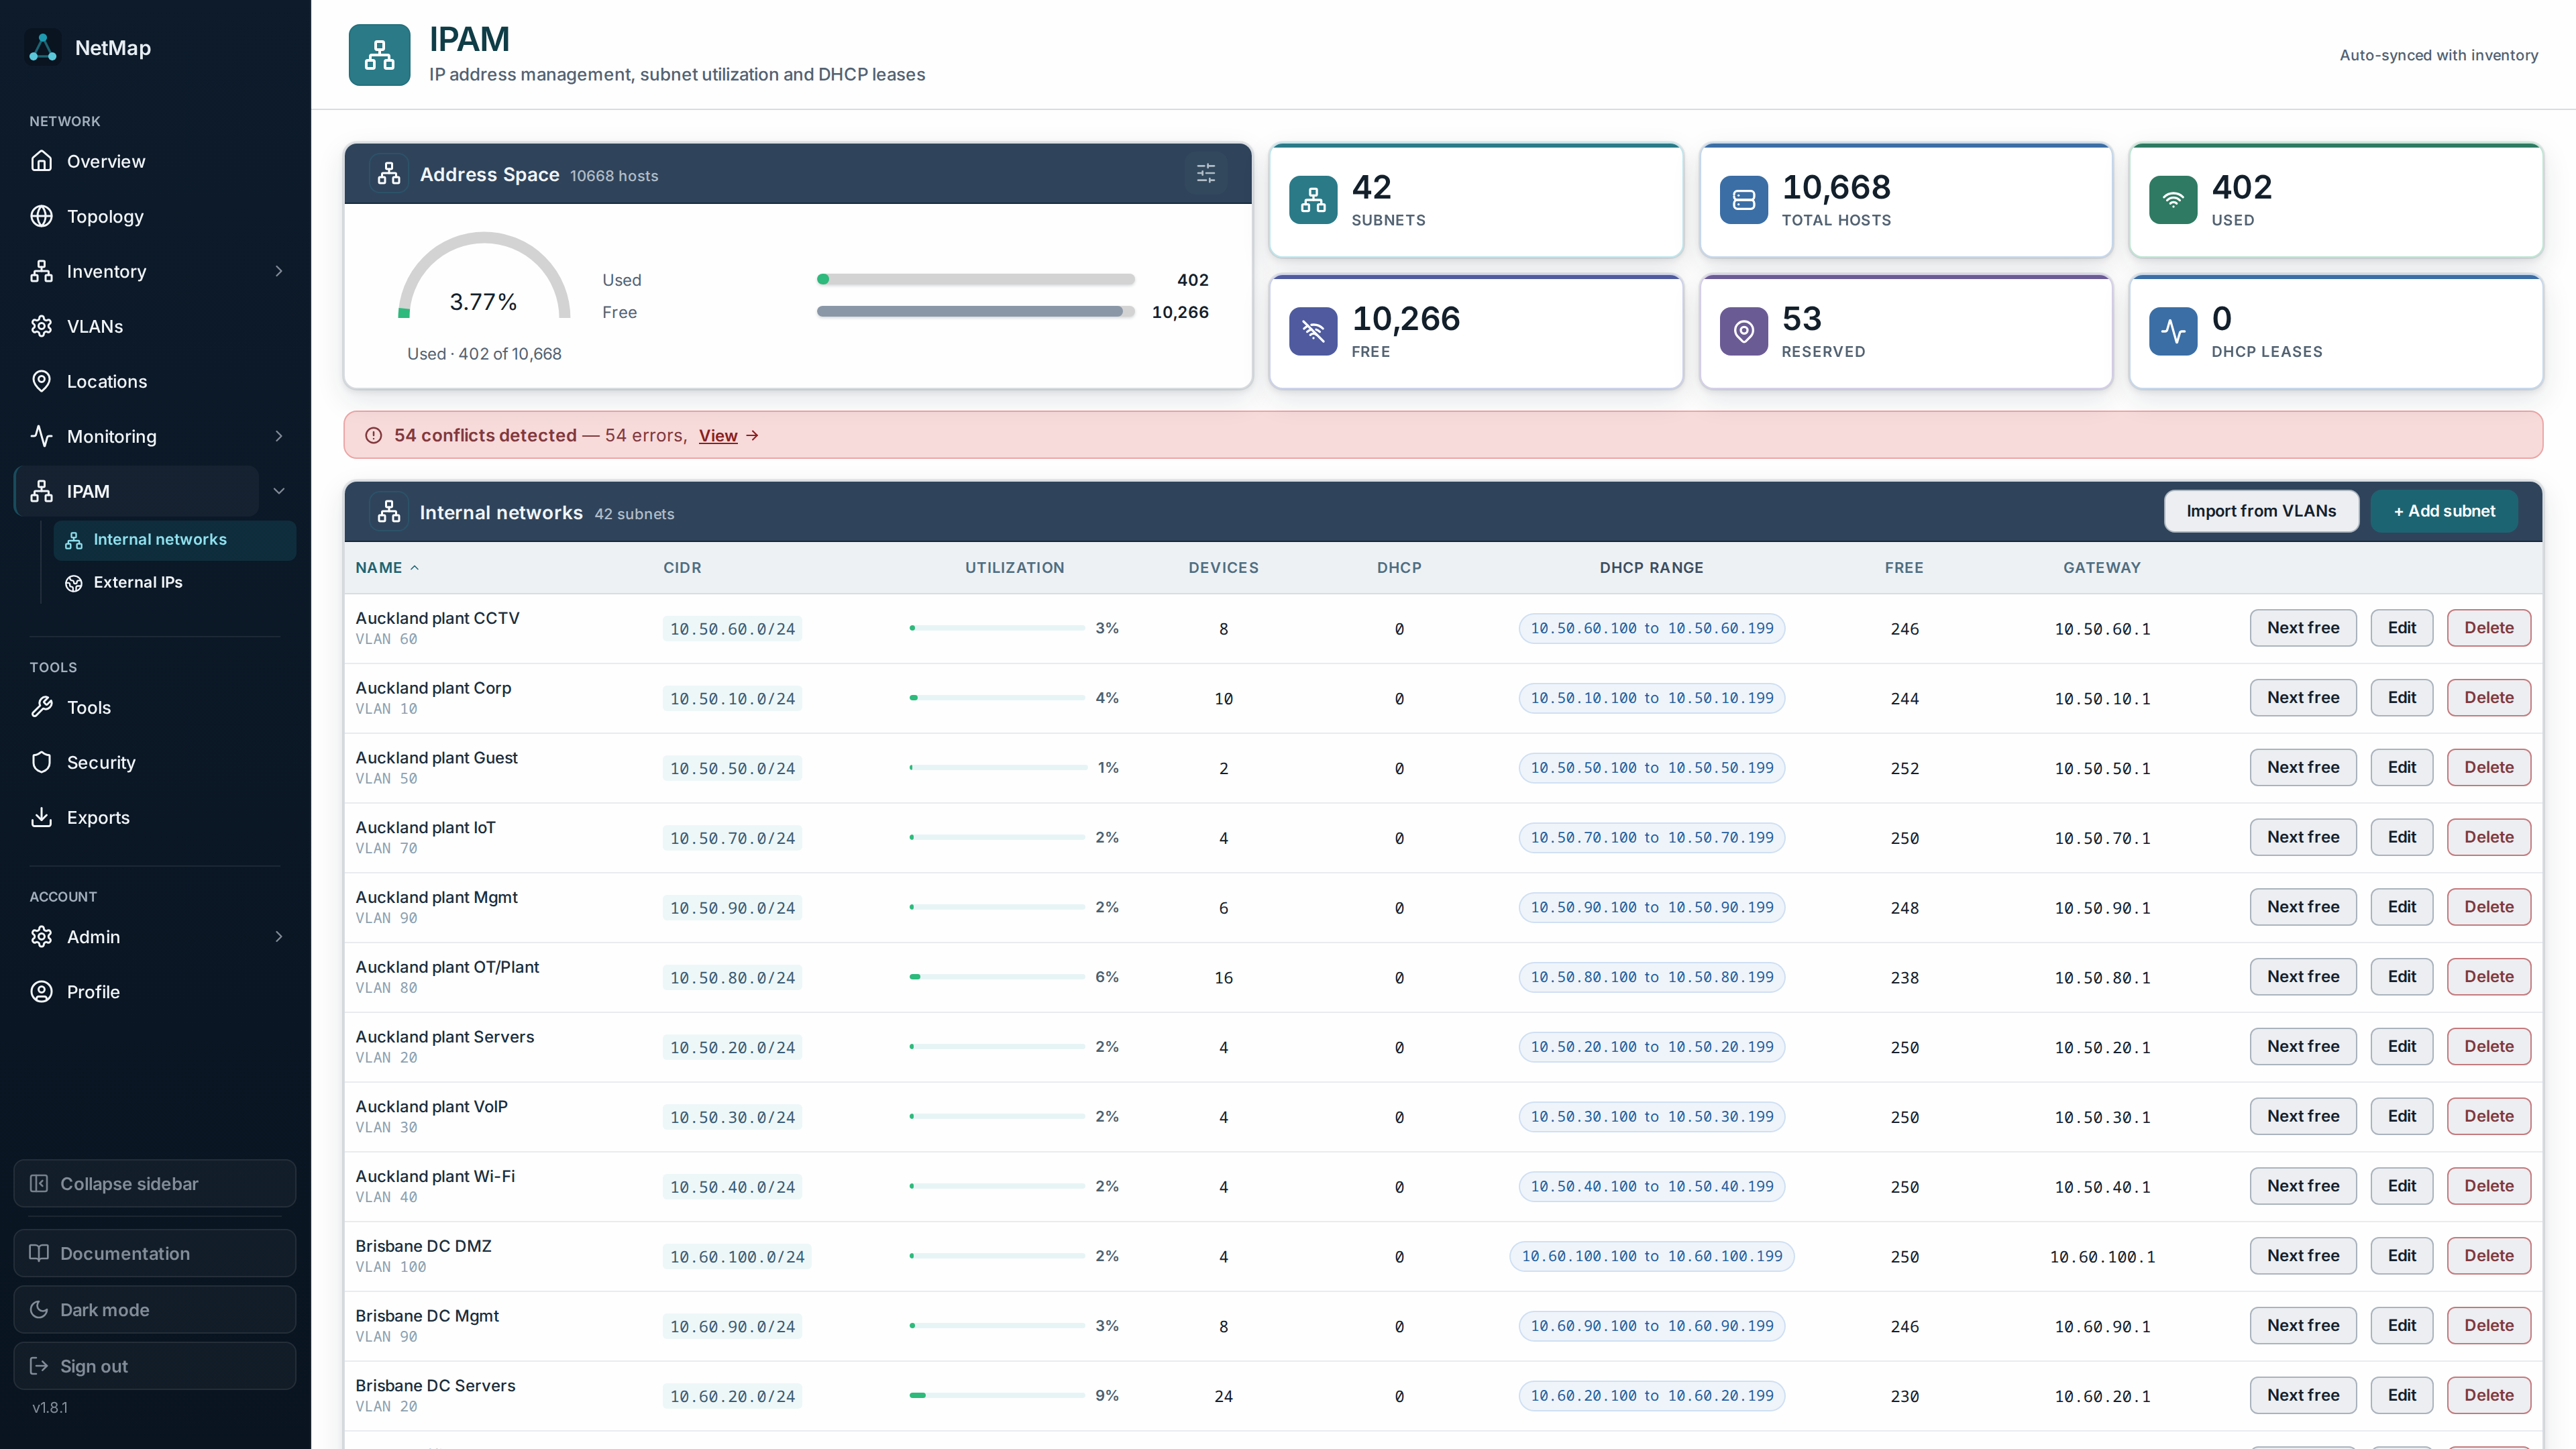 NetMap
NETWORK
Overview
Topology
Inventory
VLANs
Locations
Monitoring
IPAM
Internal networks
External IPs
TOOLS
Tools
Security
Exports
ACCOUNT
Admin
Profile
Collapse sidebar
Documentation
Dark mode
Sign out
v1.8.1
IPAM
IP address management, subnet utilization and DHCP leases
Auto-synced with inventory
Address Space 10668 hosts
3.77%
Used · 402 of 10,668
Used 402
Free 10,266
42
SUBNETS
10,668
TOTAL HOSTS
402
USED
10,266
FREE
53
RESERVED
0
DHCP LEASES
54 conflicts detected — 54 errors, View →
Internal networks 42 subnets
Import from VLANs
+ Add subnet
NAME CIDR UTILIZATION DEVICES DHCP DHCP RANGE FREE GATEWAY
Auckland plant CCTV
VLAN 60
10.50.60.0/24 3% 8 0 10.50.60.100 to 10.50.60.199 246 10.50.60.1 Next free Edit Delete
Auckland plant Corp
VLAN 10
10.50.10.0/24 4% 10 0 10.50.10.100 to 10.50.10.199 244 10.50.10.1 Next free Edit Delete
Auckland plant Guest
VLAN 50
10.50.50.0/24 1% 2 0 10.50.50.100 to 10.50.50.199 252 10.50.50.1 Next free Edit Delete
Auckland plant IoT
VLAN 70
10.50.70.0/24 2% 4 0 10.50.70.100 to 10.50.70.199 250 10.50.70.1 Next free Edit Delete
Auckland plant Mgmt
VLAN 90
10.50.90.0/24 2% 6 0 10.50.90.100 to 10.50.90.199 248 10.50.90.1 Next free Edit Delete
Auckland plant OT/Plant
VLAN 80
10.50.80.0/24 6% 16 0 10.50.80.100 to 10.50.80.199 238 10.50.80.1 Next free Edit Delete
Auckland plant Servers
VLAN 20
10.50.20.0/24 2% 4 0 10.50.20.100 to 10.50.20.199 250 10.50.20.1 Next free Edit Delete
Auckland plant VoIP
VLAN 30
10.50.30.0/24 2% 4 0 10.50.30.100 to 10.50.30.199 250 10.50.30.1 Next free Edit Delete
Auckland plant Wi-Fi
VLAN 40
10.50.40.0/24 2% 4 0 10.50.40.100 to 10.50.40.199 250 10.50.40.1 Next free Edit Delete
Brisbane DC DMZ
VLAN 100
10.60.100.0/24 2% 4 0 10.60.100.100 to 10.60.100.199 250 10.60.100.1 Next free Edit Delete
Brisbane DC Mgmt
VLAN 90
10.60.90.0/24 3% 8 0 10.60.90.100 to 10.60.90.199 246 10.60.90.1 Next free Edit Delete
Brisbane DC Servers
VLAN 20
10.60.20.0/24 9% 24 0 10.60.20.100 to 10.60.20.199 230 10.60.20.1 Next free Edit Delete